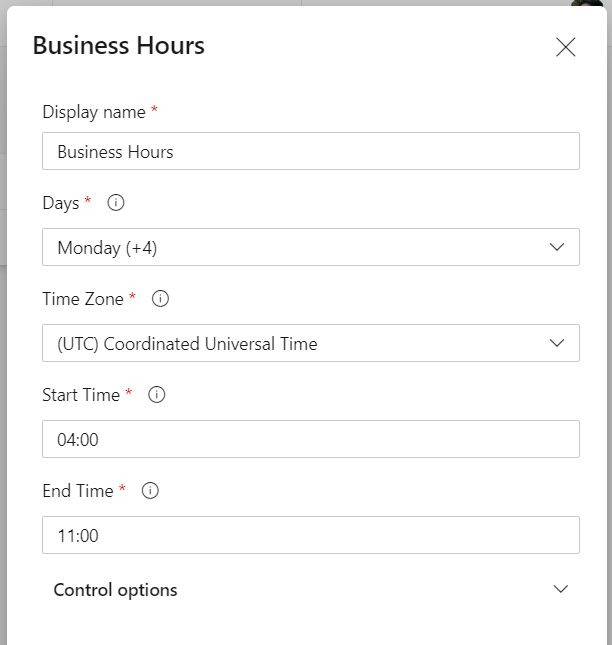 Business Hours
Display name *
Business Hours
Days *
Monday (+4)
Time Zone *
(UTC) Coordinated Universal Time
Start Time *
04:00
End Time *
11:00
Control options